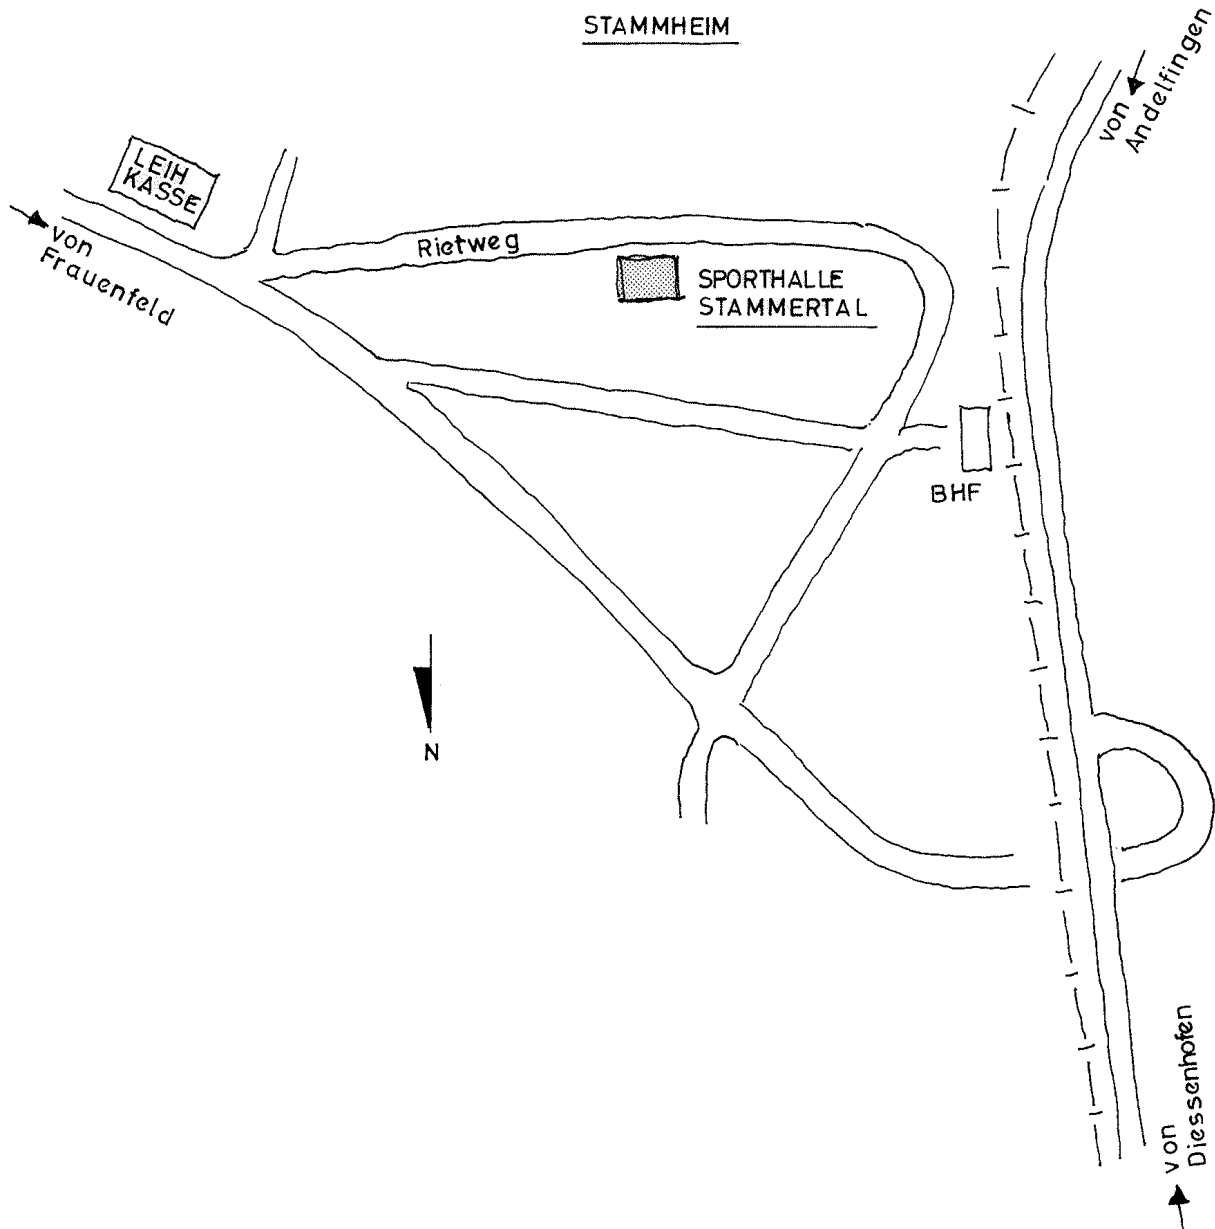 STAMMHEIM
von
Andelfingen
LEIH
KASSE
von
Frauenfeld
Rietweg
SPORTHALLE
STAMMERTAL
BHF
N
von
Diessenhofen